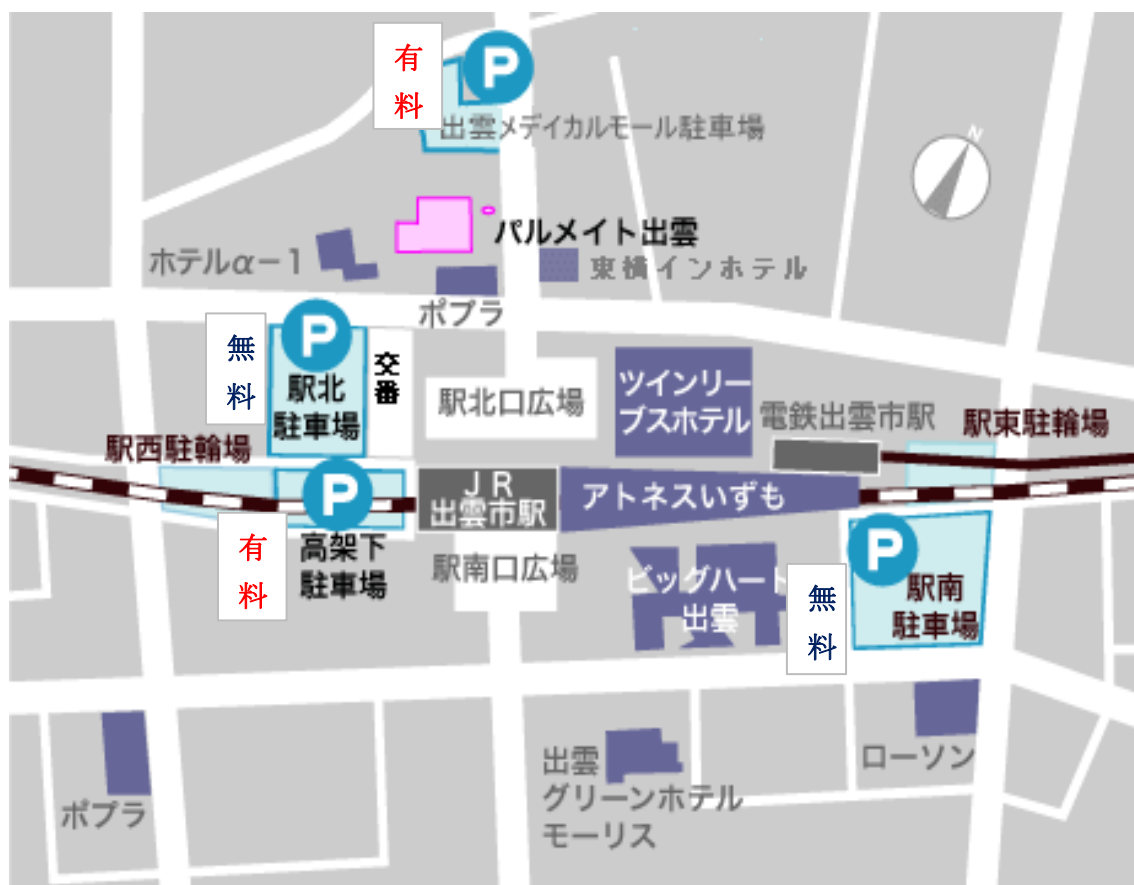 有
料
P
出雲メディカルモール駐車場
N
パルメイト出雲
ホテルα－1
東横インホテル
ポプラ
P
無
料
駅北
駐車場
交
番
駅北口広場
ツインリー
ブスホテル
電鉄出雲市駅
駅東駐輪場
駅西駐輪場
P
有
料
高架下
駐車場
ＪＲ
出雲市駅
アトネスいずも
駅南口広場
ビッグハート
出雲
P
無
料
駅南
駐車場
ポプラ
出雲
グリーンホテル
モーリス
ローソン